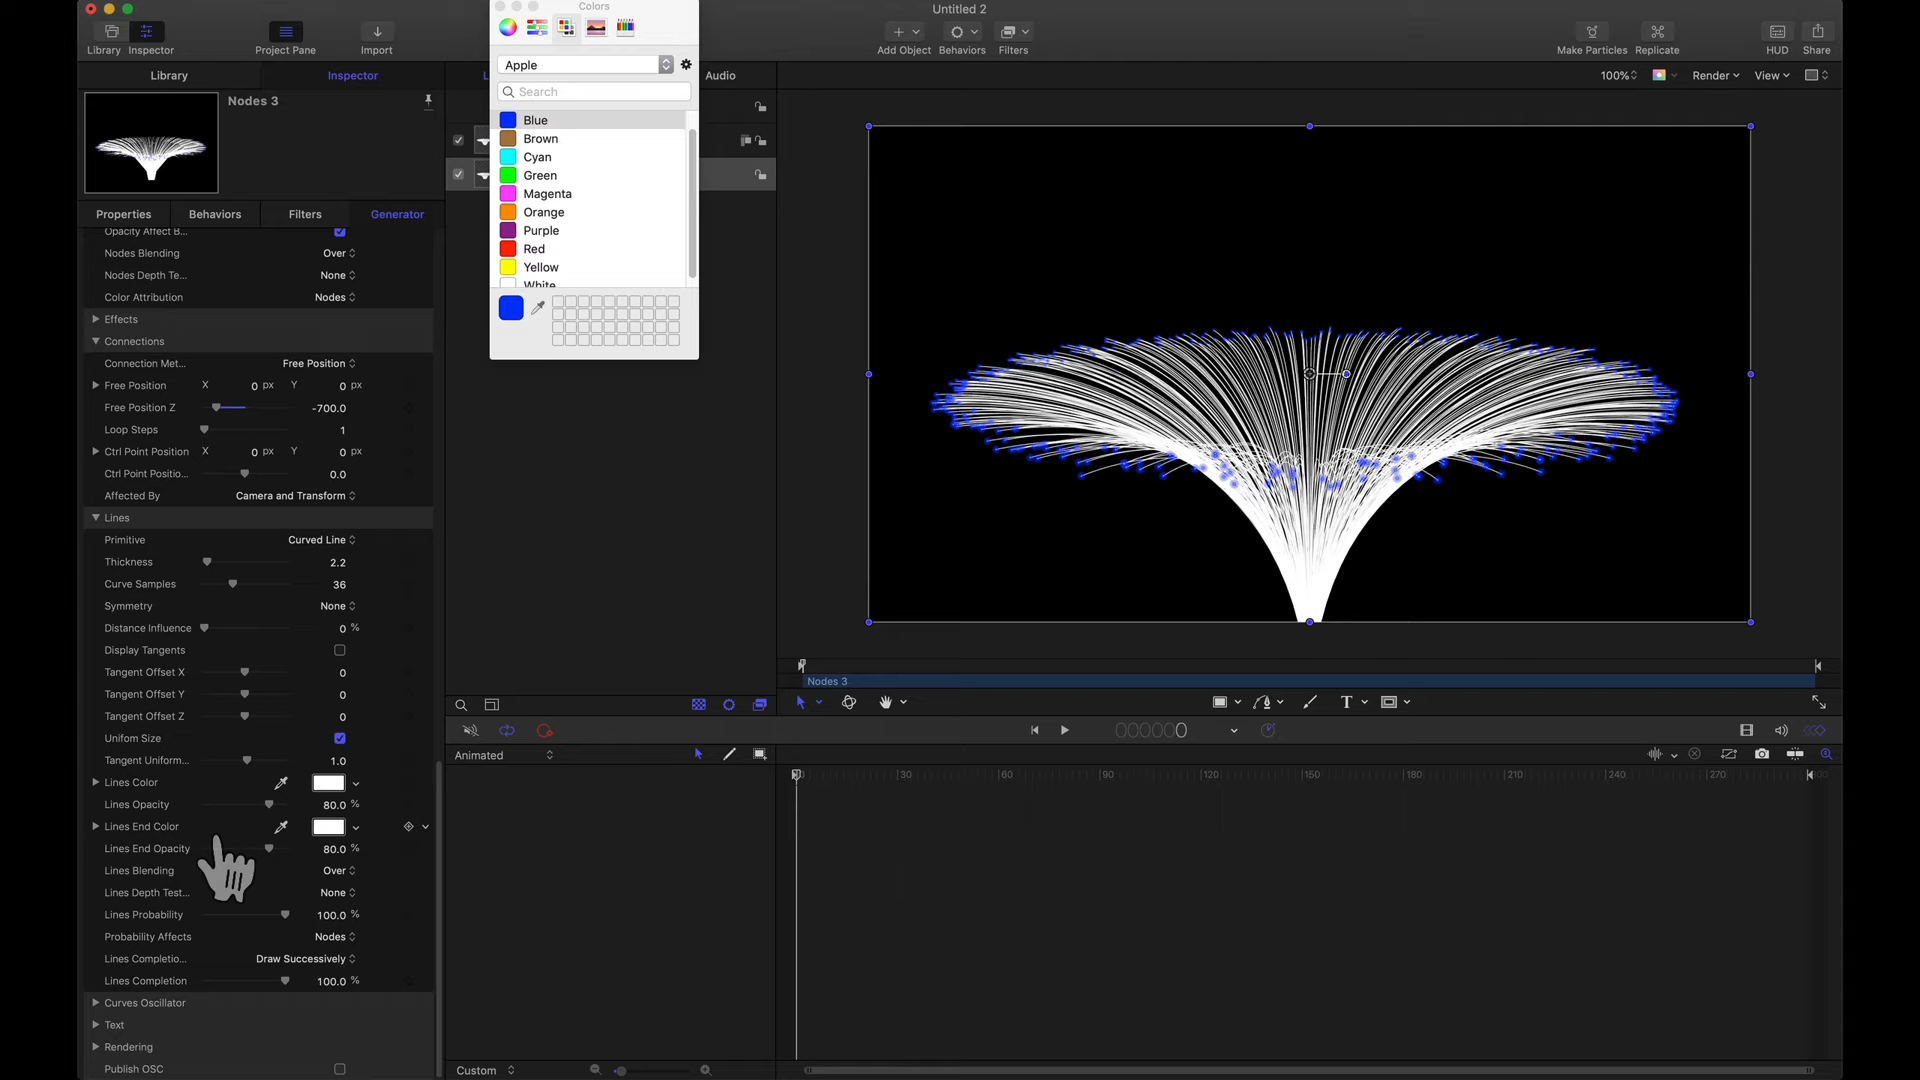 Untitled 2
Colors
Library
Inspector
Project Pane
Import
Add Object
Behaviors
Filters
Make Particles
Replicate
HUD
Share
Library
Inspector
Audio
100%
Render
View
Nodes 3
Apple
Search
Blue
Brown
Cyan
Green
Magenta
Orange
Purple
Red
Yellow
White
Properties
Behaviors
Filters
Generator
Opacity Affect B...
Nodes Blending Over
Nodes Depth Te... None
Color Attribution Nodes
Effects
Connections
Connection Met... Free Position
Free Position X 0 px Y 0 px
Free Position Z -700.0
Loop Steps 1
Ctrl Point Position X 0 px Y 0 px
Ctrl Point Positio... 0.0
Affected By Camera and Transform
Lines
Primitive Curved Line
Thickness 2.2
Curve Samples 36
Symmetry None
Distance Influence 0 %
Display Tangents
Tangent Offset X 0
Tangent Offset Y 0
Tangent Offset Z 0
Unifom Size
Tangent Uniform... 1.0
Lines Color
Lines Opacity 80.0 %
Lines End Color
Lines End Opacity 80.0 %
Lines Blending Over
Lines Depth Test... None
Lines Probability 100.0 %
Probability Affects Nodes
Lines Completio... Draw Successively
Lines Completion 100.0 %
Curves Oscillator
Text
Rendering
Publish OSC
Nodes 3
T
000000
Animated
30 60 90 120 150 180 210 240 270
Custom